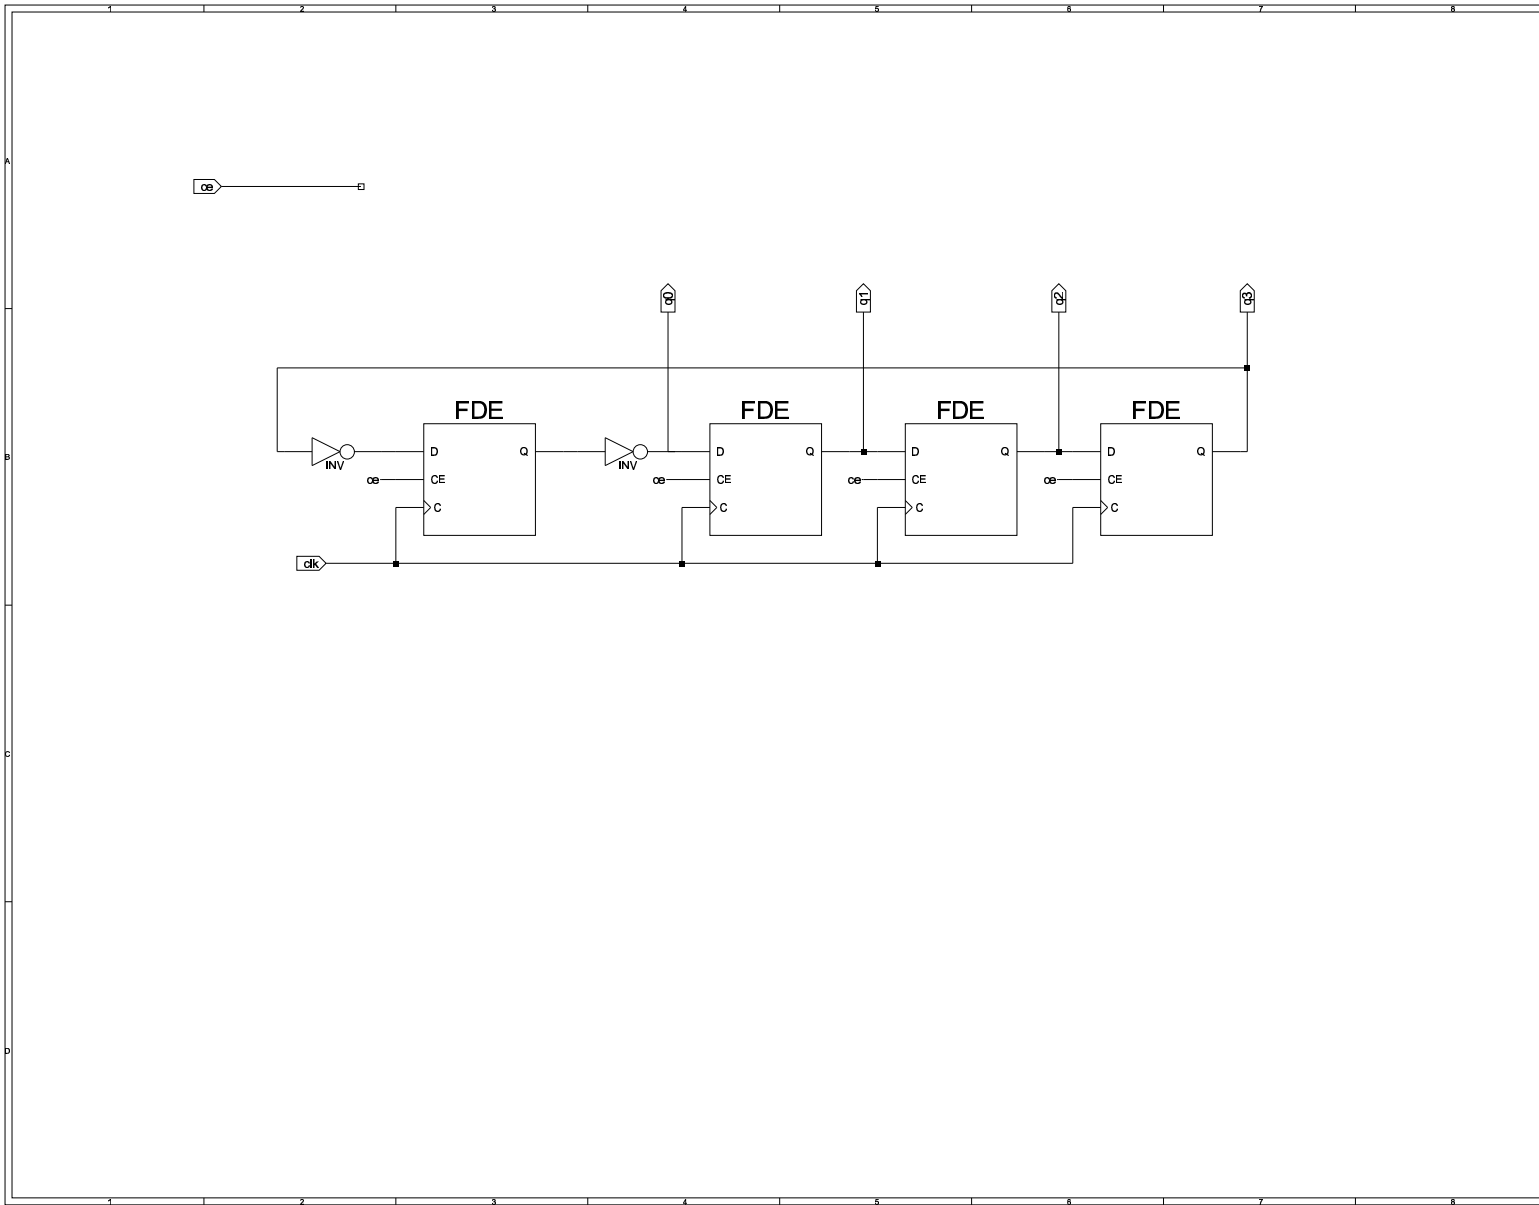 1 2 3 4 5 6 7 8
A
ce
q0 q1 q2 q3
FDE FDE FDE FDE
B
INV D Q INV D Q D Q D Q
ce CE ce CE ce CE ce CE
C C C C
clk
C
D
1 2 3 4 5 6 7 8